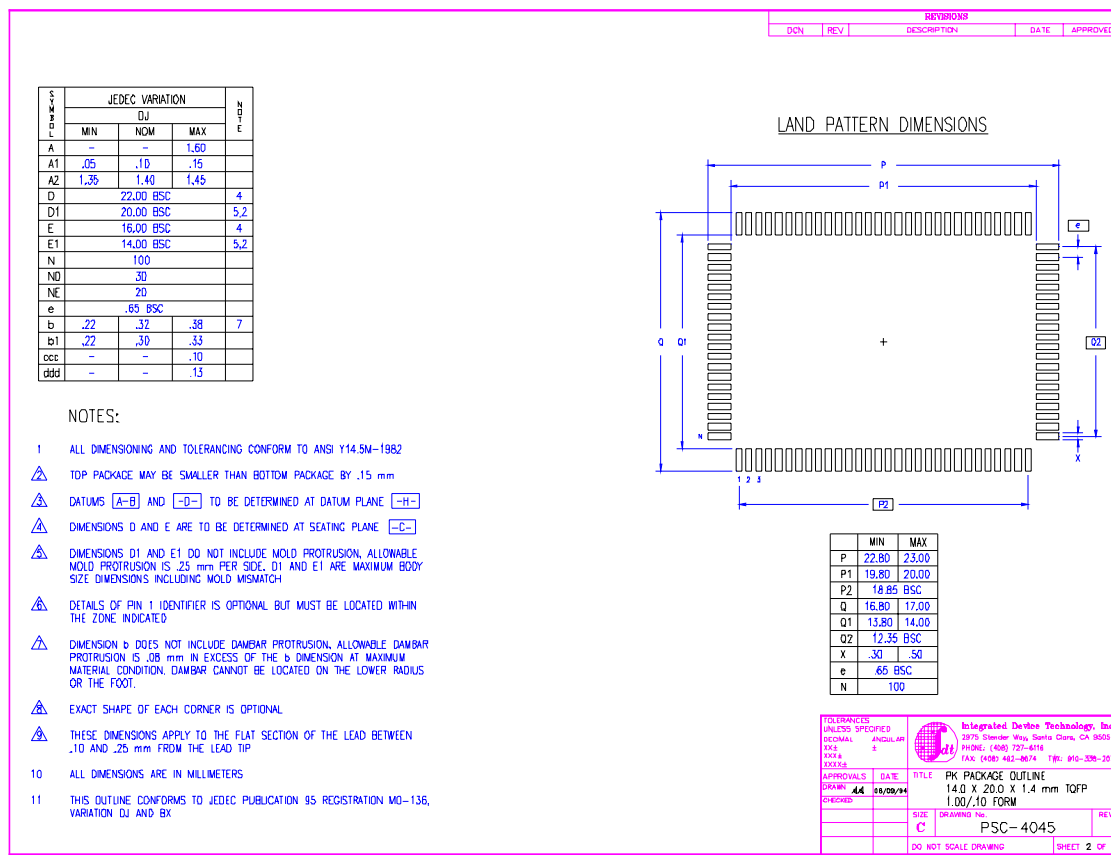 REVISIONS
DCN REV DESCRIPTION DATE APPROVED
SYMBOL JEDEC VARIATION NOTE
DJ
MIN NOM MAX
A – – 1.60
A1 .05 .10 .15
A2 1.35 1.40 1.45
D 22.00 BSC 4
D1 20.00 BSC 5,2
E 16.00 BSC 4
E1 14.00 BSC 5,2
N 100
ND 30
NE 20
e .65 BSC
b .22 .32 .38 7
b1 .22 .30 .33
ccc – – .10
ddd – – .13
LAND PATTERN DIMENSIONS
P
P1
e
Q Q1 Q2
N
X
1 2 3
P2
MIN MAX
P 22.80 23.00
P1 19.80 20.00
P2 18.85 BSC
Q 16.80 17.00
Q1 13.80 14.00
Q2 12.35 BSC
X .30 .50
e .65 BSC
N 100
NOTES:
1 ALL DIMENSIONING AND TOLERANCING CONFORM TO ANSI Y14.5M–1982
2 TOP PACKAGE MAY BE SMALLER THAN BOTTOM PACKAGE BY .15 mm
3 DATUMS A–B AND –D– TO BE DETERMINED AT DATUM PLANE –H–
4 DIMENSIONS D AND E ARE TO BE DETERMINED AT SEATING PLANE –C–
5 DIMENSIONS D1 AND E1 DO NOT INCLUDE MOLD PROTRUSION. ALLOWABLE
MOLD PROTRUSION IS .25 mm PER SIDE. D1 AND E1 ARE MAXIMUM BODY
SIZE DIMENSIONS INCLUDING MOLD MISMATCH
6 DETAILS OF PIN 1 IDENTIFIER IS OPTIONAL BUT MUST BE LOCATED WITHIN
THE ZONE INDICATED
7 DIMENSION b DOES NOT INCLUDE DAMBAR PROTRUSION. ALLOWABLE DAMBAR
PROTRUSION IS .08 mm IN EXCESS OF THE b DIMENSION AT MAXIMUM
MATERIAL CONDITION. DAMBAR CANNOT BE LOCATED ON THE LOWER RADIUS
OR THE FOOT.
8 EXACT SHAPE OF EACH CORNER IS OPTIONAL
9 THESE DIMENSIONS APPLY TO THE FLAT SECTION OF THE LEAD BETWEEN
.10 AND .25 mm FROM THE LEAD TIP
10 ALL DIMENSIONS ARE IN MILLIMETERS
11 THIS OUTLINE CONFORMS TO JEDEC PUBLICATION 95 REGISTRATION MO–136,
VARIATION DJ AND BX
TOLERANCES
UNLESS SPECIFIED
DECIMAL ANGULAR
XX± ±
XXX±
XXXX±
idt
Integrated Device Technology, Inc
2975 Stender Way, Santa Clara, CA 9505
PHONE: (408) 727–6116
FAX: (408) 492–8674 TWX: 910–338–20
APPROVALS DATE
DRAWN 08/09/94
CHECKED
TITLE PK PACKAGE OUTLINE
14.0 X 20.0 X 1.4 mm TQFP
1.00/.10 FORM
SIZE C
DRAWING No. PSC–4045
REV
DO NOT SCALE DRAWING SHEET 2 OF